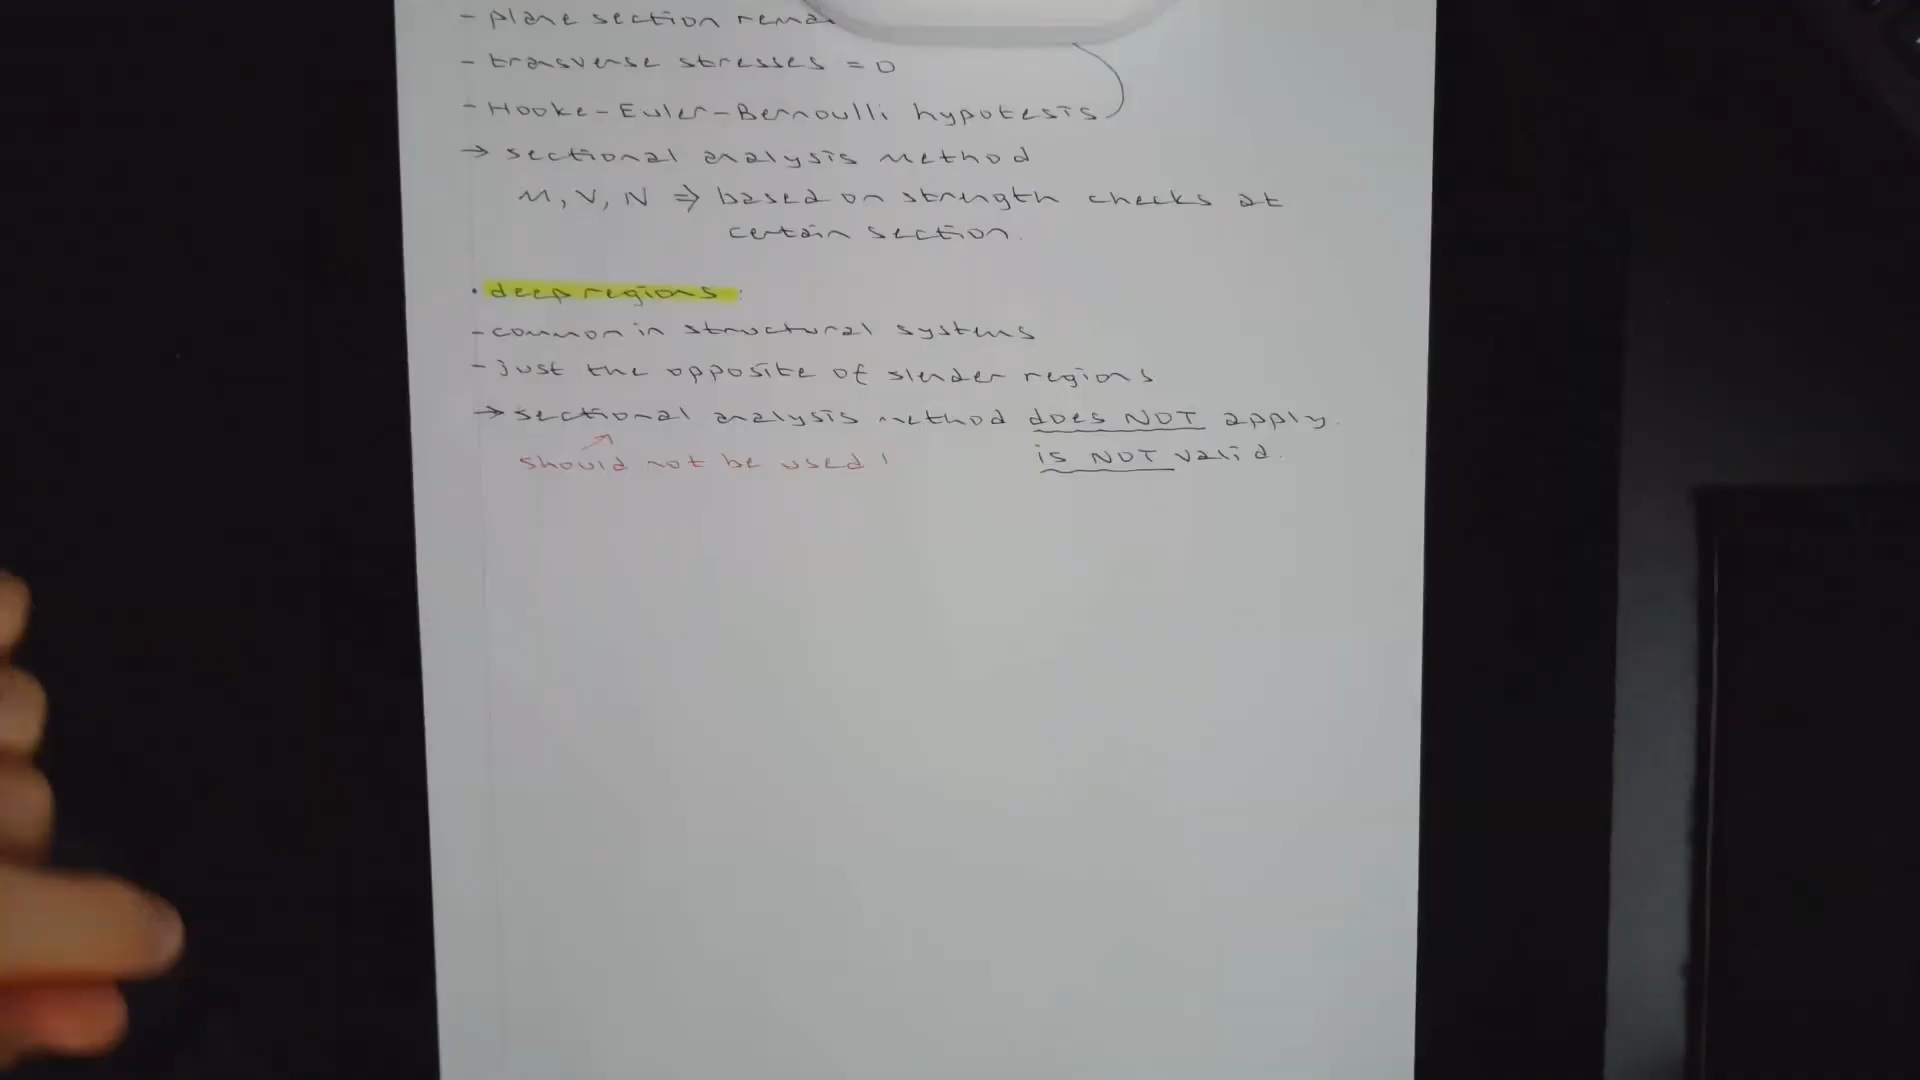 - plane section rema
- transverse stresses = 0
- Hooke-Euler-Bernoulli hypotesis
→ sectional analysis method
M, V, N ⇒ based on strength checks at
certain section.
• deep regions:
- common in structural systems
- Just the opposite of slender regions
→ sectional analysis method does NOT apply.
should not be used! is NOT valid.